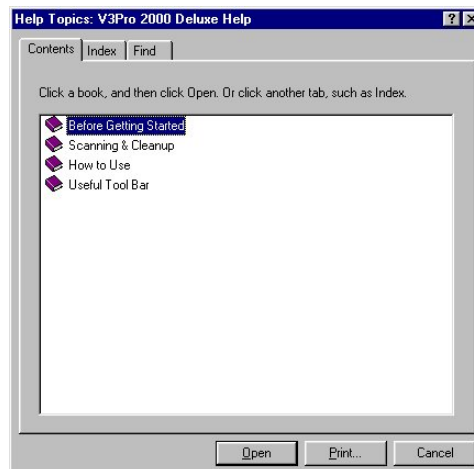 Help Topics: V3Pro 2000 Deluxe Help
Contents Index Find
Click a book, and then click Open. Or click another tab, such as Index.
Before Getting Started
Scanning & Cleanup
How to Use
Useful Tool Bar
Open Print... Cancel